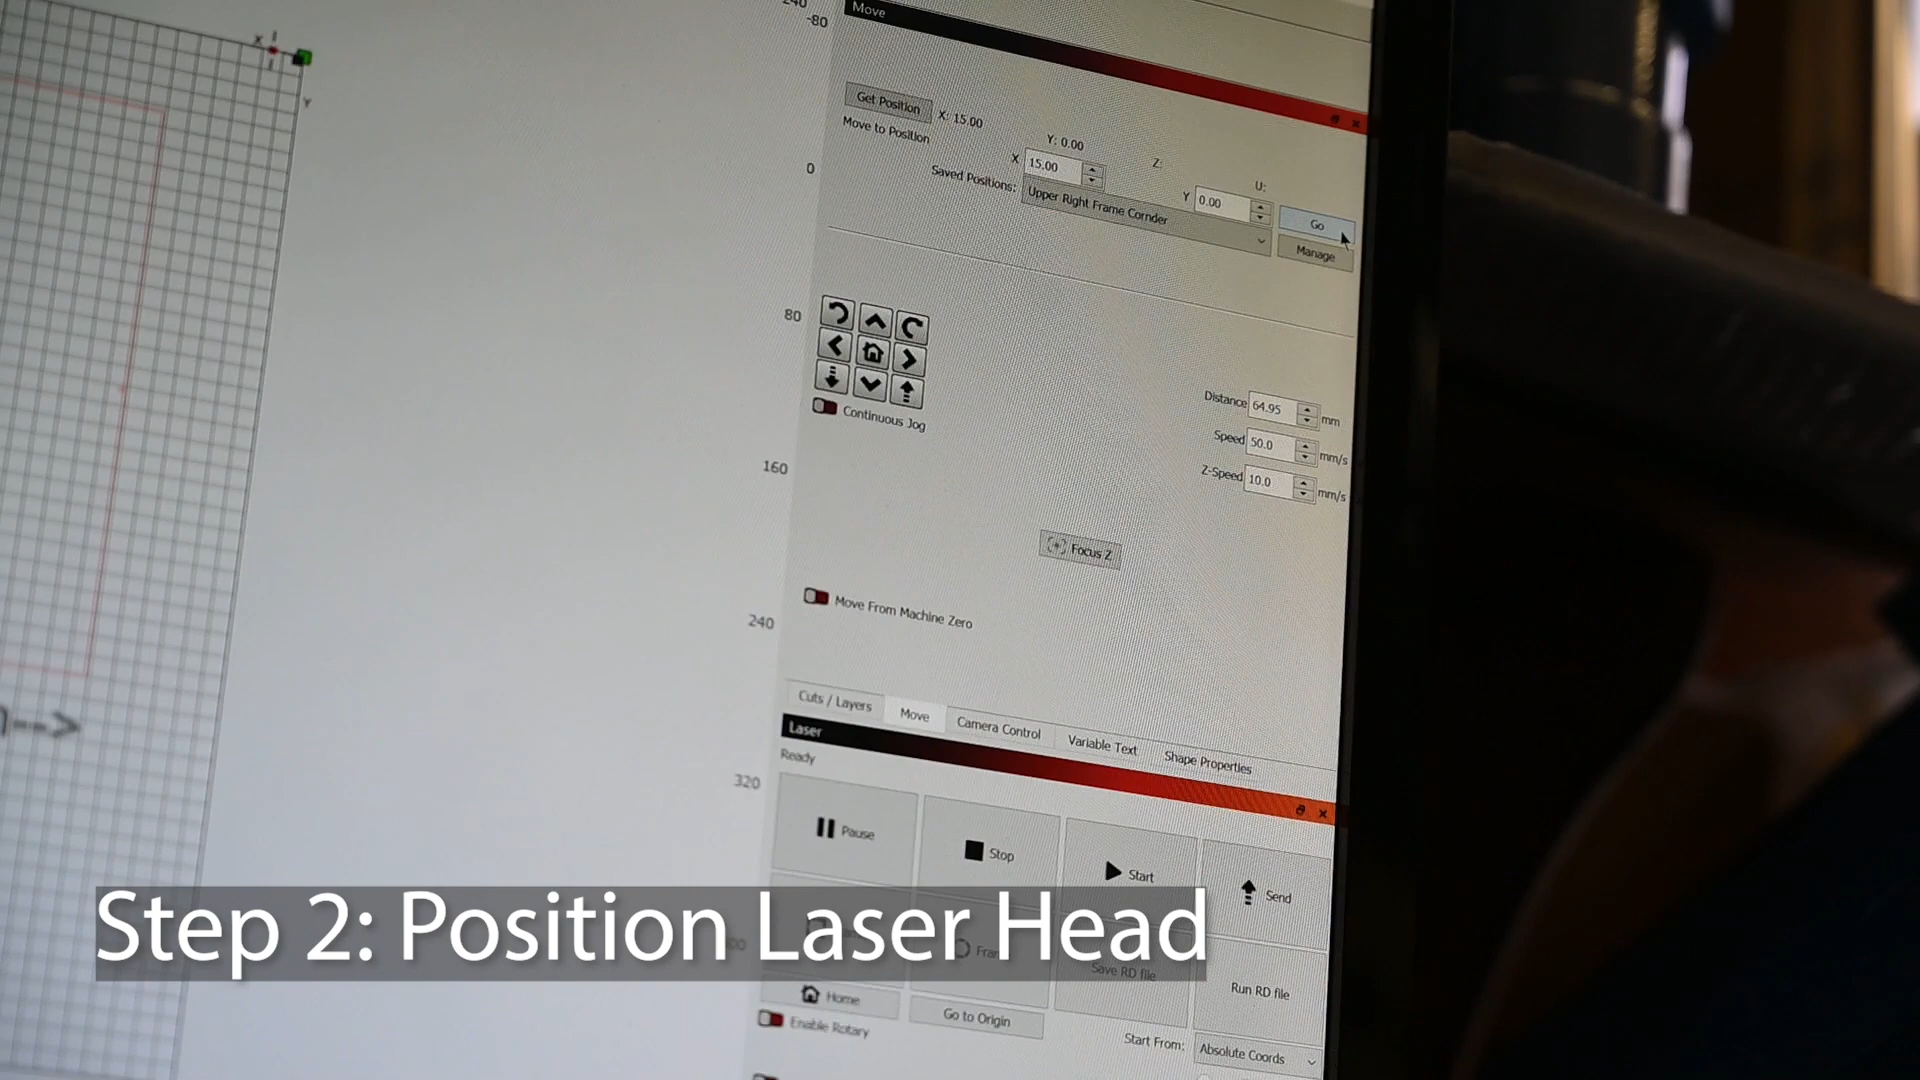 -80
Move
X
Y
Get Position
X: 15.00
Y: 0.00
Z:
U:
Move to Position
X 15.00
Y 0.00
Go
Saved Positions:
Upper Right Frame Cornder
Manage
0
80
160
240
320
Continuous Jog
Distance 64.95 mm
Speed 50.0 mm/s
Z-Speed 10.0 mm/s
Focus Z
Move From Machine Zero
Cuts / Layers
Move
Camera Control
Variable Text
Shape Properties
Laser
Ready
Pause
Stop
Start
Send
Step 2: Position Laser Head
Save RD file
Run RD file
Home
Go to Origin
Enable Rotary
Start From: Absolute Coords